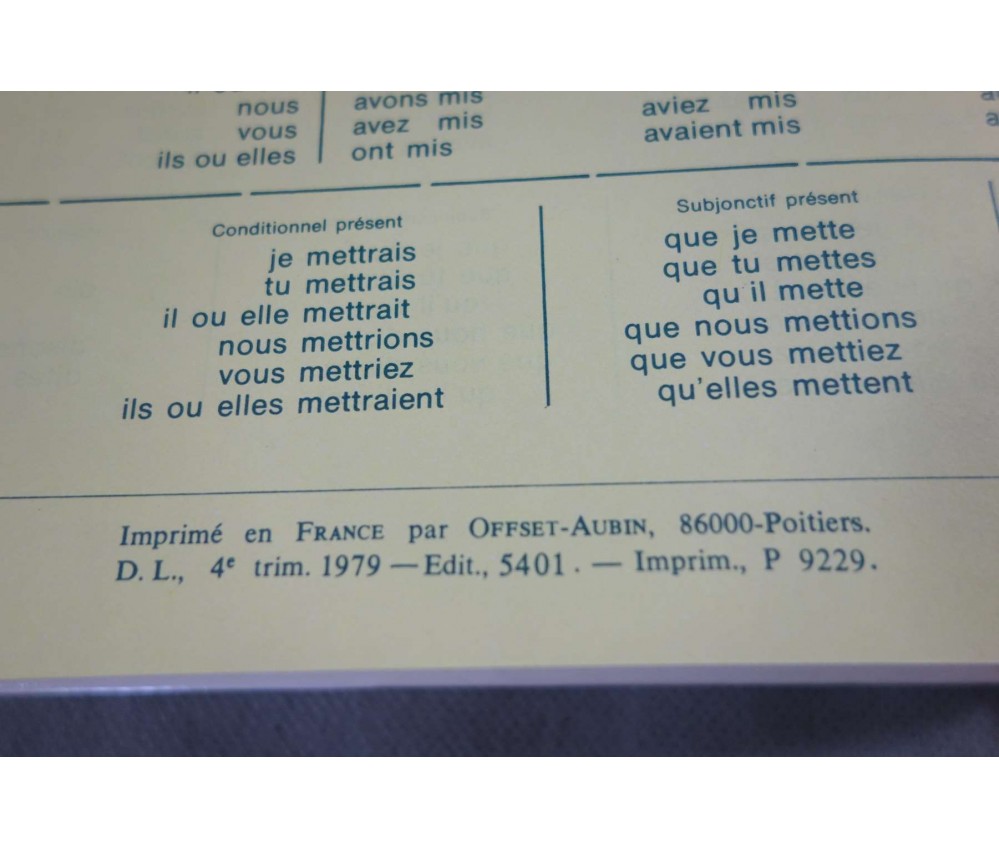 nous avons mis aviez mis
vous avez mis avaient mis
ils ou elles ont mis
Conditionnel présent
je mettrais
tu mettrais
il ou elle mettrait
nous mettrions
vous mettriez
ils ou elles mettraient
Subjonctif présent
que je mette
que tu mettes
qu'il mette
que nous mettions
que vous mettiez
qu'elles mettent
Imprimé en FRANCE par OFFSET-AUBIN, 86000-Poitiers.
D. L., 4e trim. 1979 — Edit., 5401 . — Imprim., P 9229.